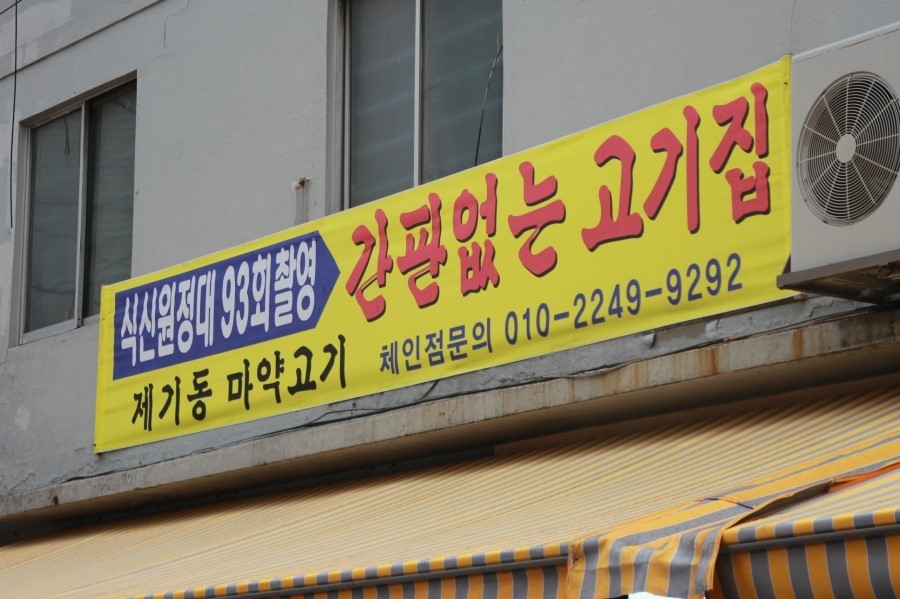 식신원정대 93회촬영
간판없는 고기집
제기동 마약고기
체인점문의 010-2249-9292